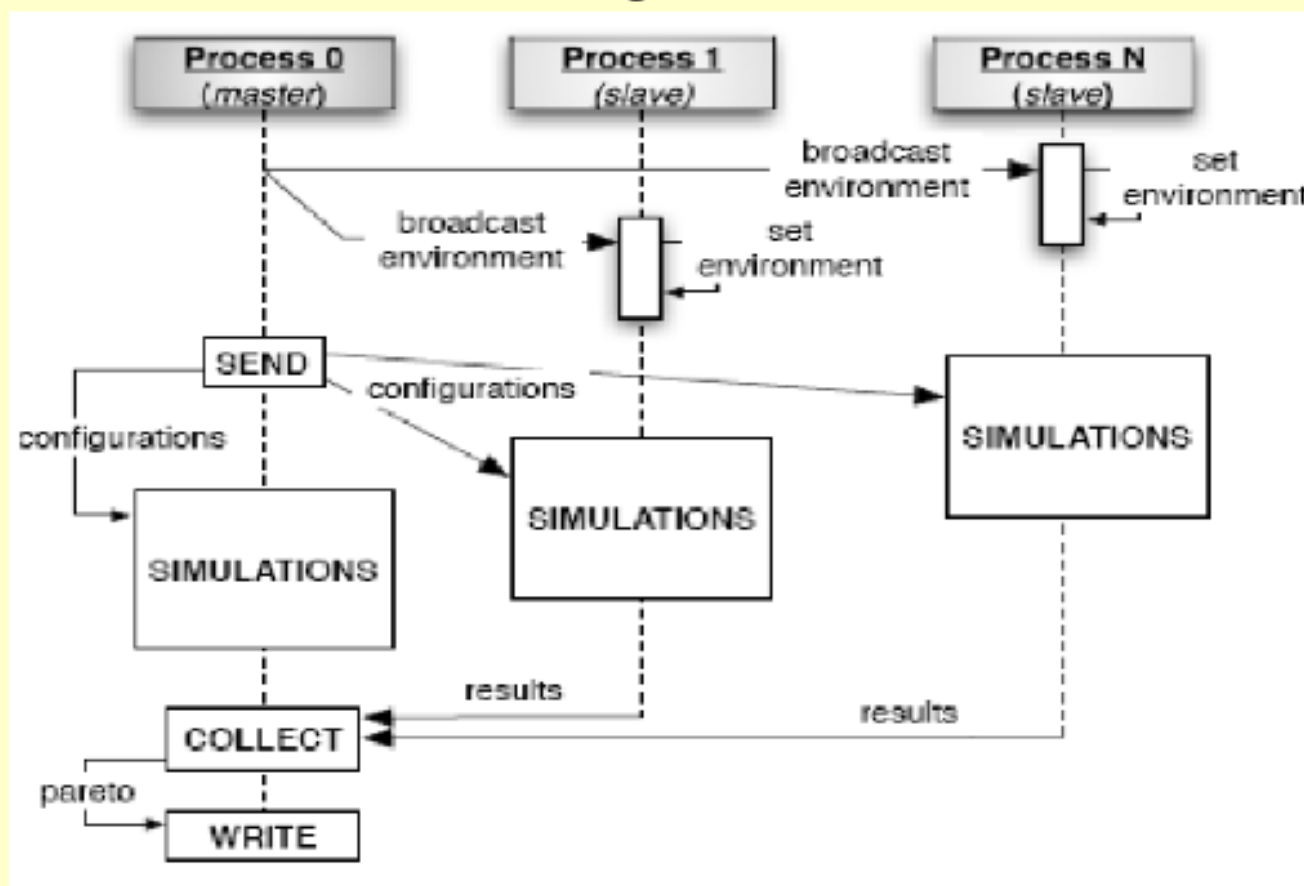 Process 0
(master)
Process 1
(slave)
Process N
(slave)
broadcast
environment
set
environment
broadcast
environment
set
environment
SEND
configurations
configurations
SIMULATIONS
SIMULATIONS
SIMULATIONS
results
results
COLLECT
pareto
WRITE